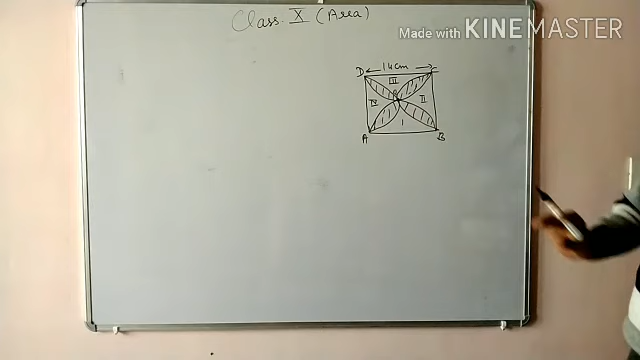 Class. X (Area)
Made with KINEMASTER
D 14cm C
III
IV II
I
A B